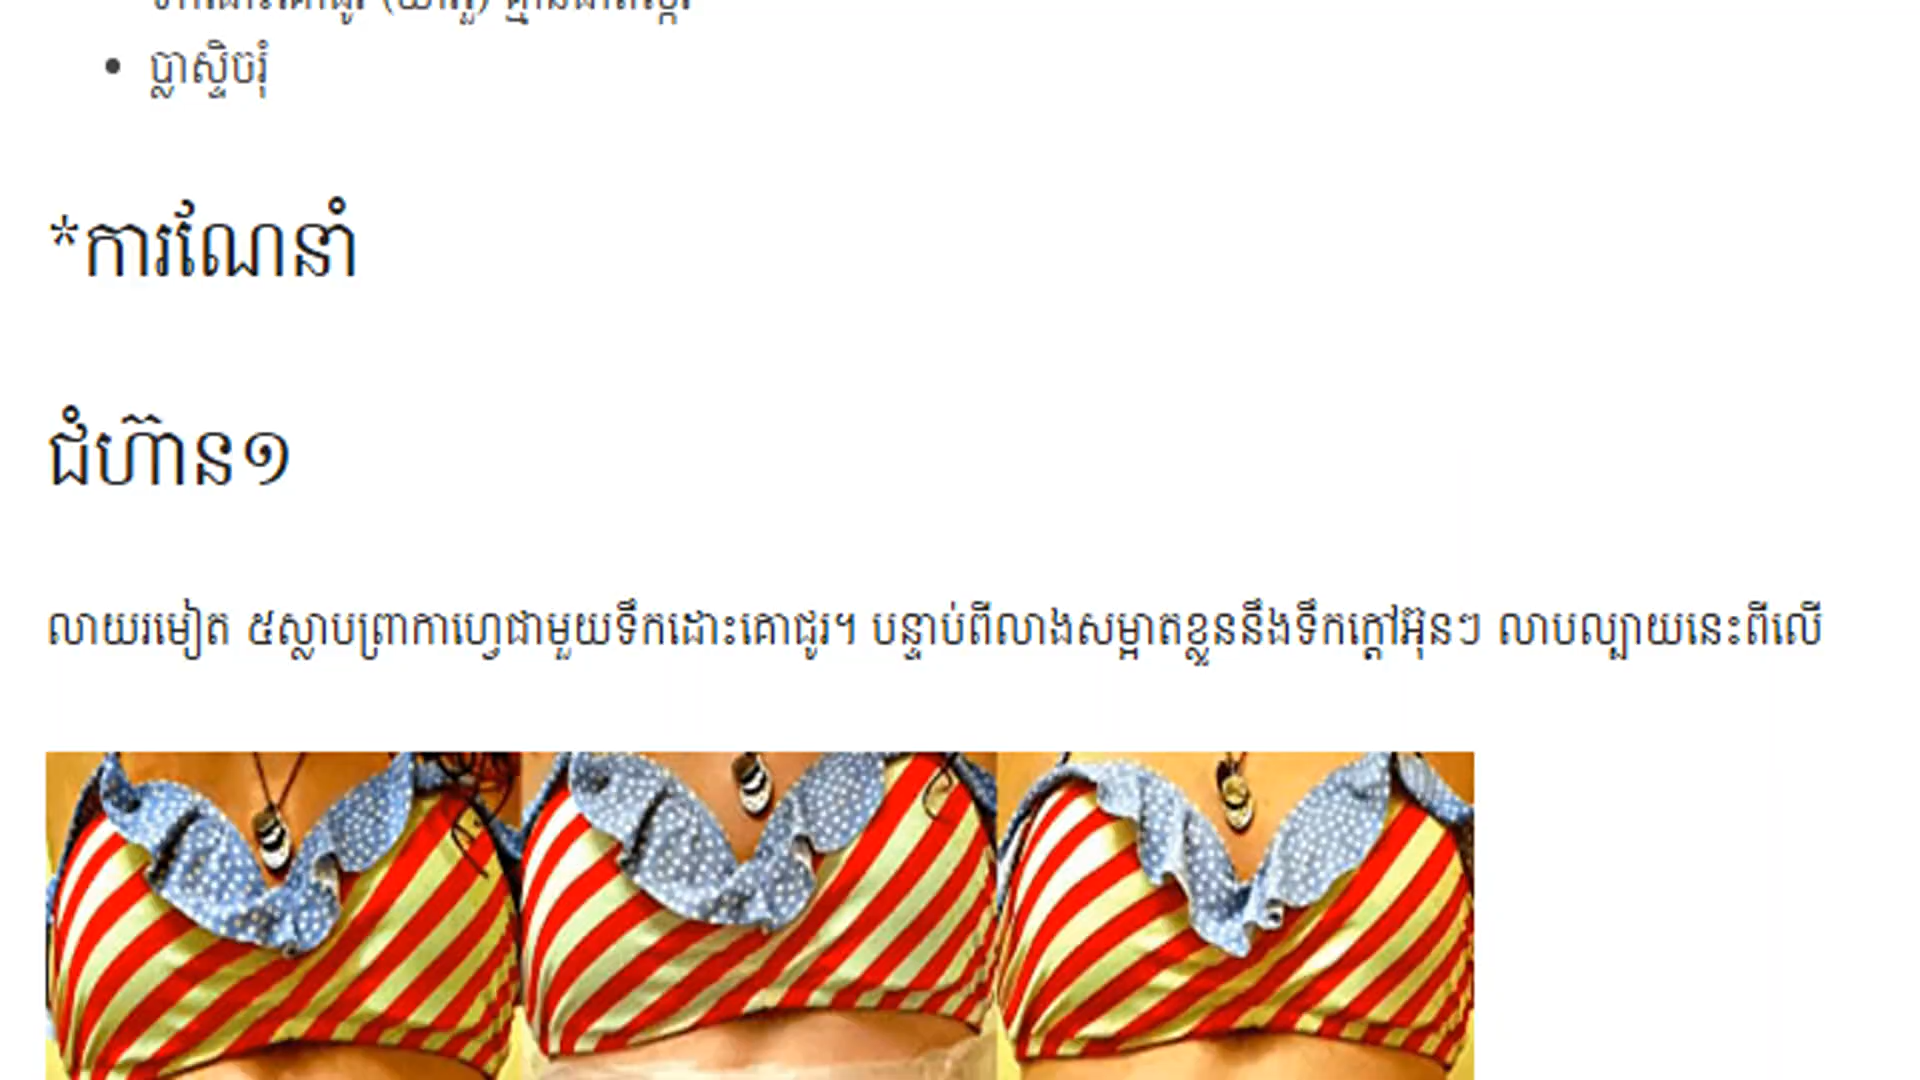 ប្លាស្ទិចរុំ
*ការណែនាំ
ជំហ៊ាន១
លាយរមៀត ៥ស្លាបព្រាកាហ្វេជាមួយទឹកដោះគោជូរ។ បន្ទាប់ពីលាងសម្អាតខ្លួននឹងទឹកក្តៅអ៊ុនៗ លាបល្បាយនេះពីលើ